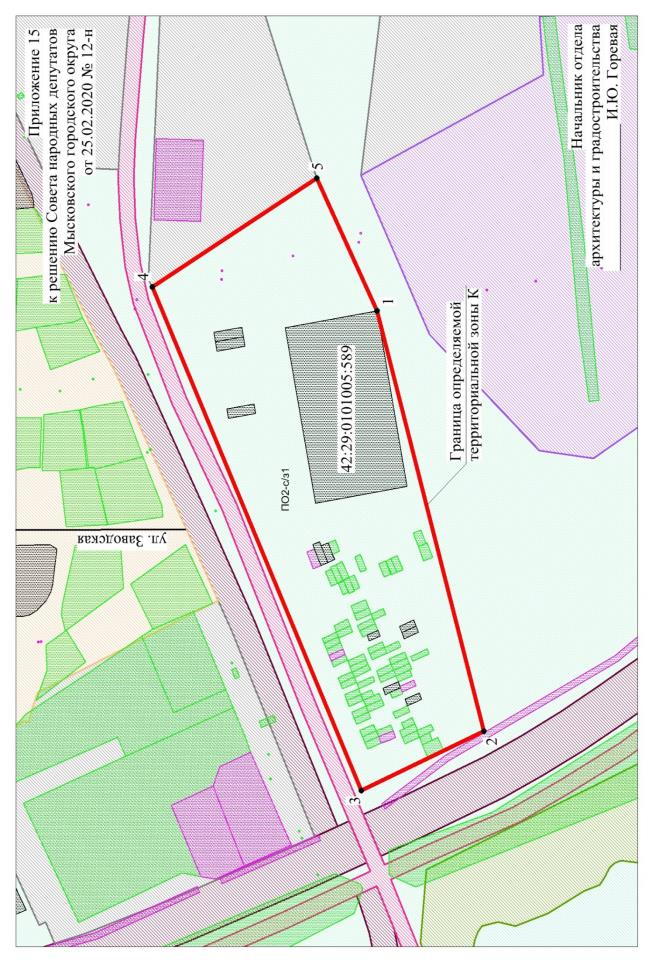 Приложение 15
к решению Совета народных депутатов
Мысковского городского округа
от 25.02.2020 № 12-н
ул. Заводская
4
5
3
1
2
ПО2-с/з1
42:29:0101005:589
Граница определяемой
территориальной зоны К
Начальник отдела
архитектуры и градостроительства
И.Ю. Горевая